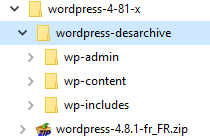 wordpress-4-81-x
wordpress-desarchive
wp-admin
wp-content
wp-includes
wordpress-4.8.1-fr_FR.zip